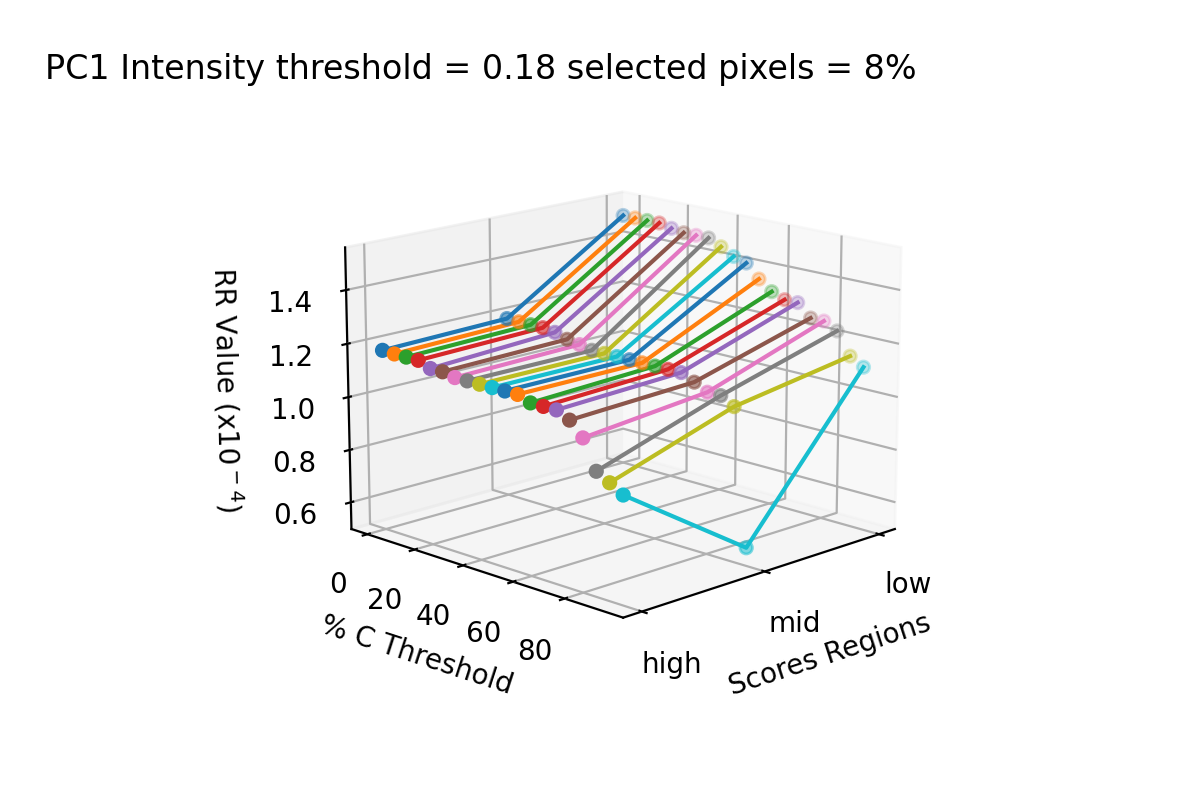 PC1 Intensity threshold = 0.18 selected pixels = 8%
RR Value (x10⁻⁴)
1.4
1.2
1.0
0.8
0.6
0
20
40
60
80
% C Threshold
high
mid
low
Scores Regions